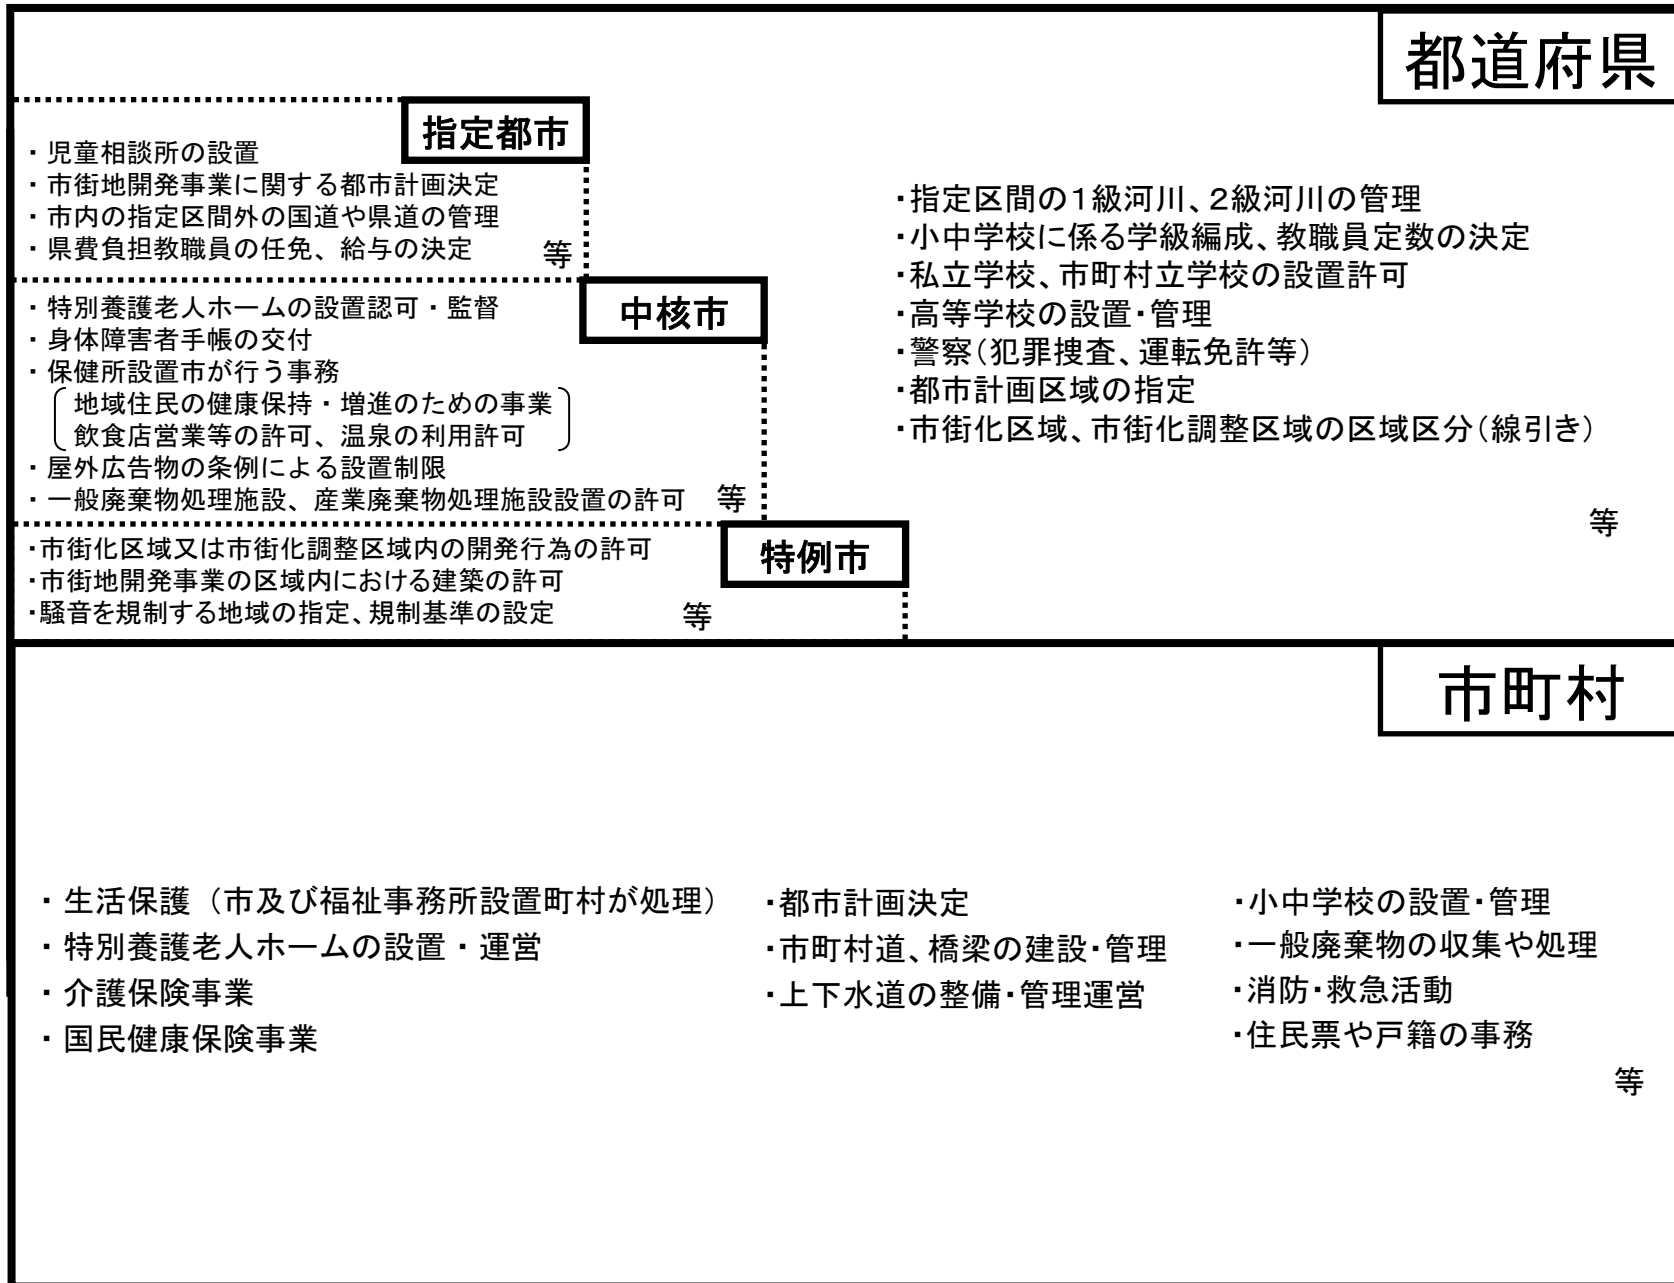 都道府県
指定都市
・児童相談所の設置
・市街地開発事業に関する都市計画決定
・市内の指定区間外の国道や県道の管理
・県費負担教職員の任免、給与の決定
等
中核市
・特別養護老人ホームの設置認可・監督
・身体障害者手帳の交付
・保健所設置市が行う事務
地域住民の健康保持・増進のための事業
飲食店営業等の許可、温泉の利用許可
・屋外広告物の条例による設置制限
・一般廃棄物処理施設、産業廃棄物処理施設設置の許可 等
特例市
・市街化区域又は市街化調整区域内の開発行為の許可
・市街地開発事業の区域内における建築の許可
・騒音を規制する地域の指定、規制基準の設定
等
・指定区間の1級河川、2級河川の管理
・小中学校に係る学級編成、教職員定数の決定
・私立学校、市町村立学校の設置許可
・高等学校の設置・管理
・警察(犯罪捜査、運転免許等)
・都市計画区域の指定
・市街化区域、市街化調整区域の区域区分(線引き)
等
市町村
・生活保護（市及び福祉事務所設置町村が処理）
・特別養護老人ホームの設置・運営
・介護保険事業
・国民健康保険事業
・都市計画決定
・市町村道、橋梁の建設・管理
・上下水道の整備・管理運営
・小中学校の設置・管理
・一般廃棄物の収集や処理
・消防・救急活動
・住民票や戸籍の事務
等